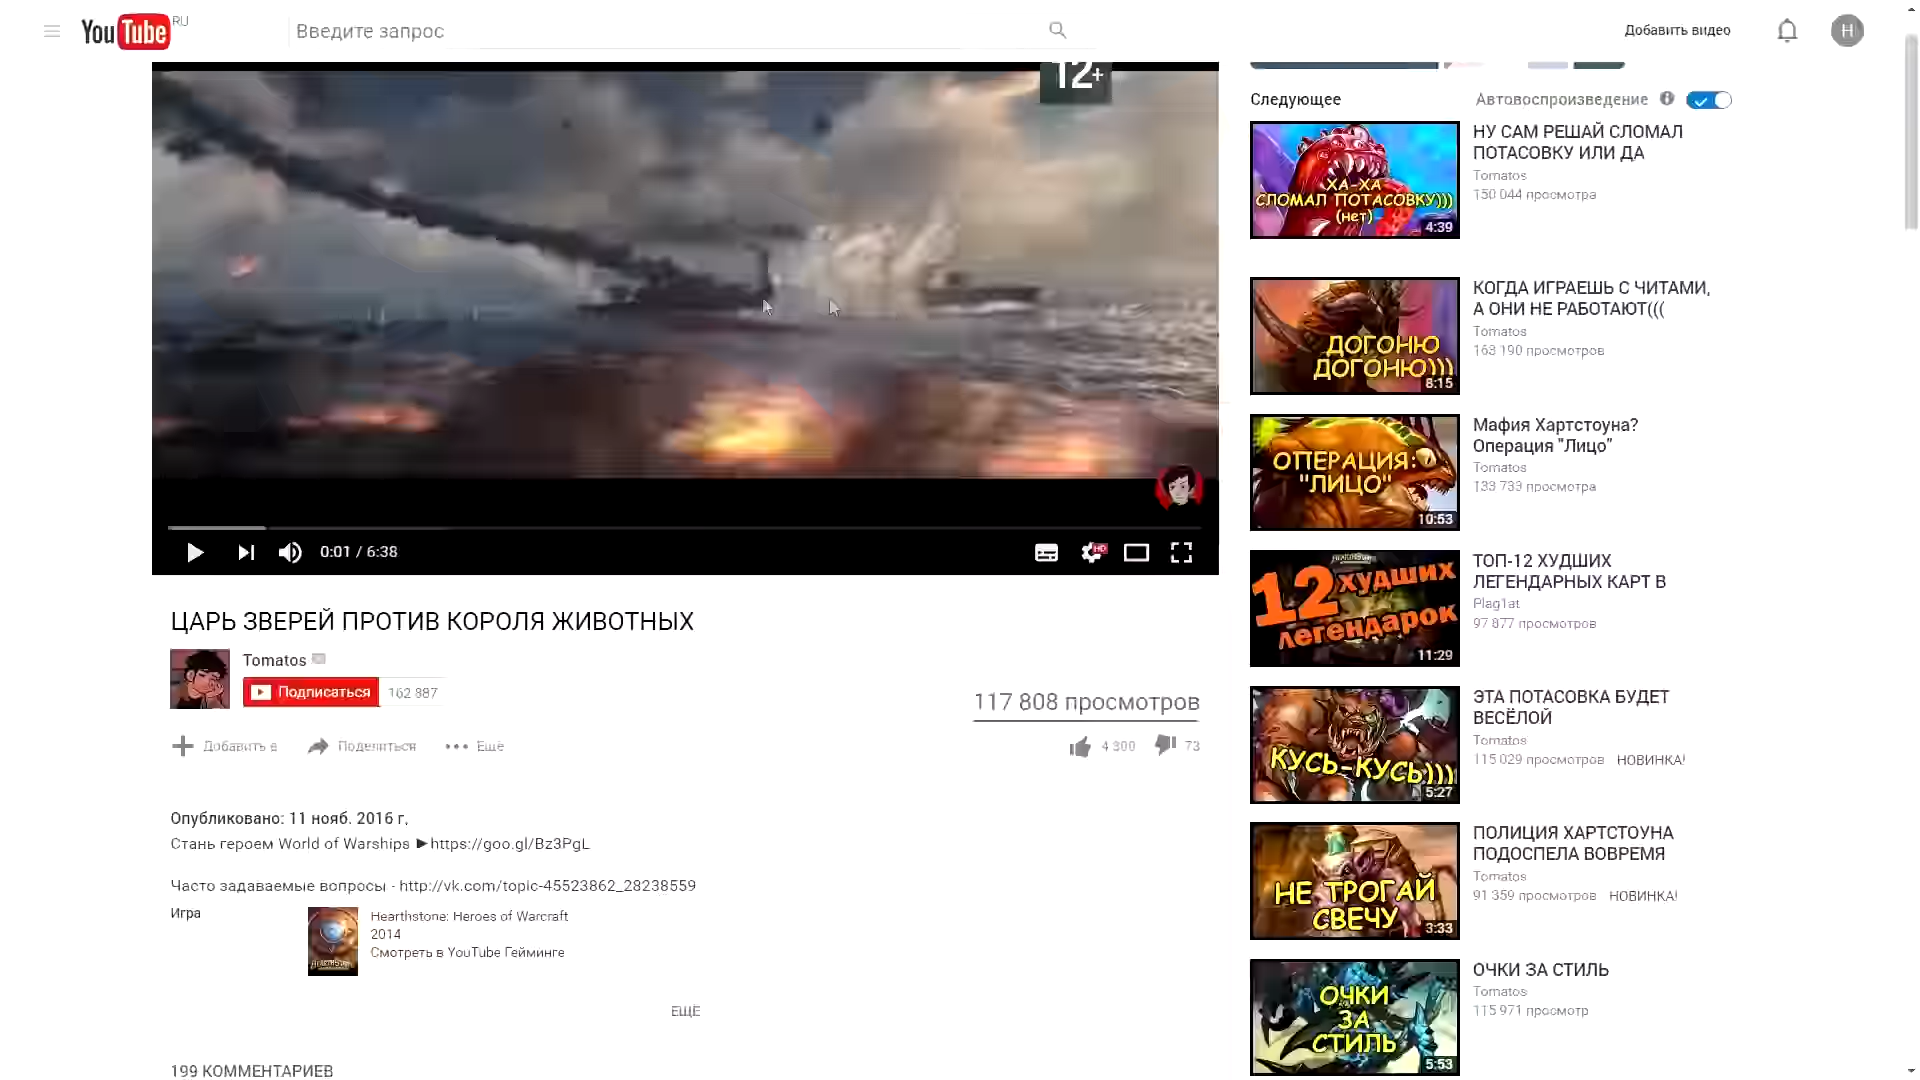 YouTube RU
Введите запрос
Добавить видео
H
12+
0:01 / 6:38
HD
ЦАРЬ ЗВЕРЕЙ ПРОТИВ КОРОЛЯ ЖИВОТНЫХ
Tomatos
Подписаться 162 887
117 808 просмотров
Добавить в
Поделиться
Ещё
4 300
73
Опубликовано: 11 нояб. 2016 г.
Стань героем World of Warships ►https://goo.gl/Bz3PgL
Часто задаваемые вопросы - http://vk.com/topic-45523862_28238559
Игра
Hearthstone: Heroes of Warcraft
2014
Смотреть в YouTube Гейминге
ЕЩЁ
199 КОММЕНТАРИЕВ
Следующее
Автовоспроизведение
ХА-ХА
СЛОМАЛ ПОТАСОВКУ)))
(нет)
4:39
НУ САМ РЕШАЙ СЛОМАЛ
ПОТАСОВКУ ИЛИ ДА
Tomatos
150 044 просмотра
ДОГОНЮ
ДОГОНЮ)))
8:15
КОГДА ИГРАЕШЬ С ЧИТАМИ,
А ОНИ НЕ РАБОТАЮТ(((
Tomatos
163 190 просмотров
ОПЕРАЦИЯ:
"ЛИЦО"
10:53
Мафия Хартстоуна?
Операция "Лицо"
Tomatos
133 733 просмотра
12 худших
легендарок
11:29
ТОП-12 ХУДШИХ
ЛЕГЕНДАРНЫХ КАРТ В
Plag1at
97 877 просмотров
КУСЬ-КУСЬ)))
5:27
ЭТА ПОТАСОВКА БУДЕТ
ВЕСЁЛОЙ
Tomatos
115 029 просмотров НОВИНКА!
НЕ ТРОГАЙ
СВЕЧУ
3:33
ПОЛИЦИЯ ХАРТСТОУНА
ПОДОСПЕЛА ВОВРЕМЯ
Tomatos
91 359 просмотров НОВИНКА!
ОЧКИ
ЗА
СТИЛЬ
5:53
ОЧКИ ЗА СТИЛЬ
Tomatos
115 971 просмотр